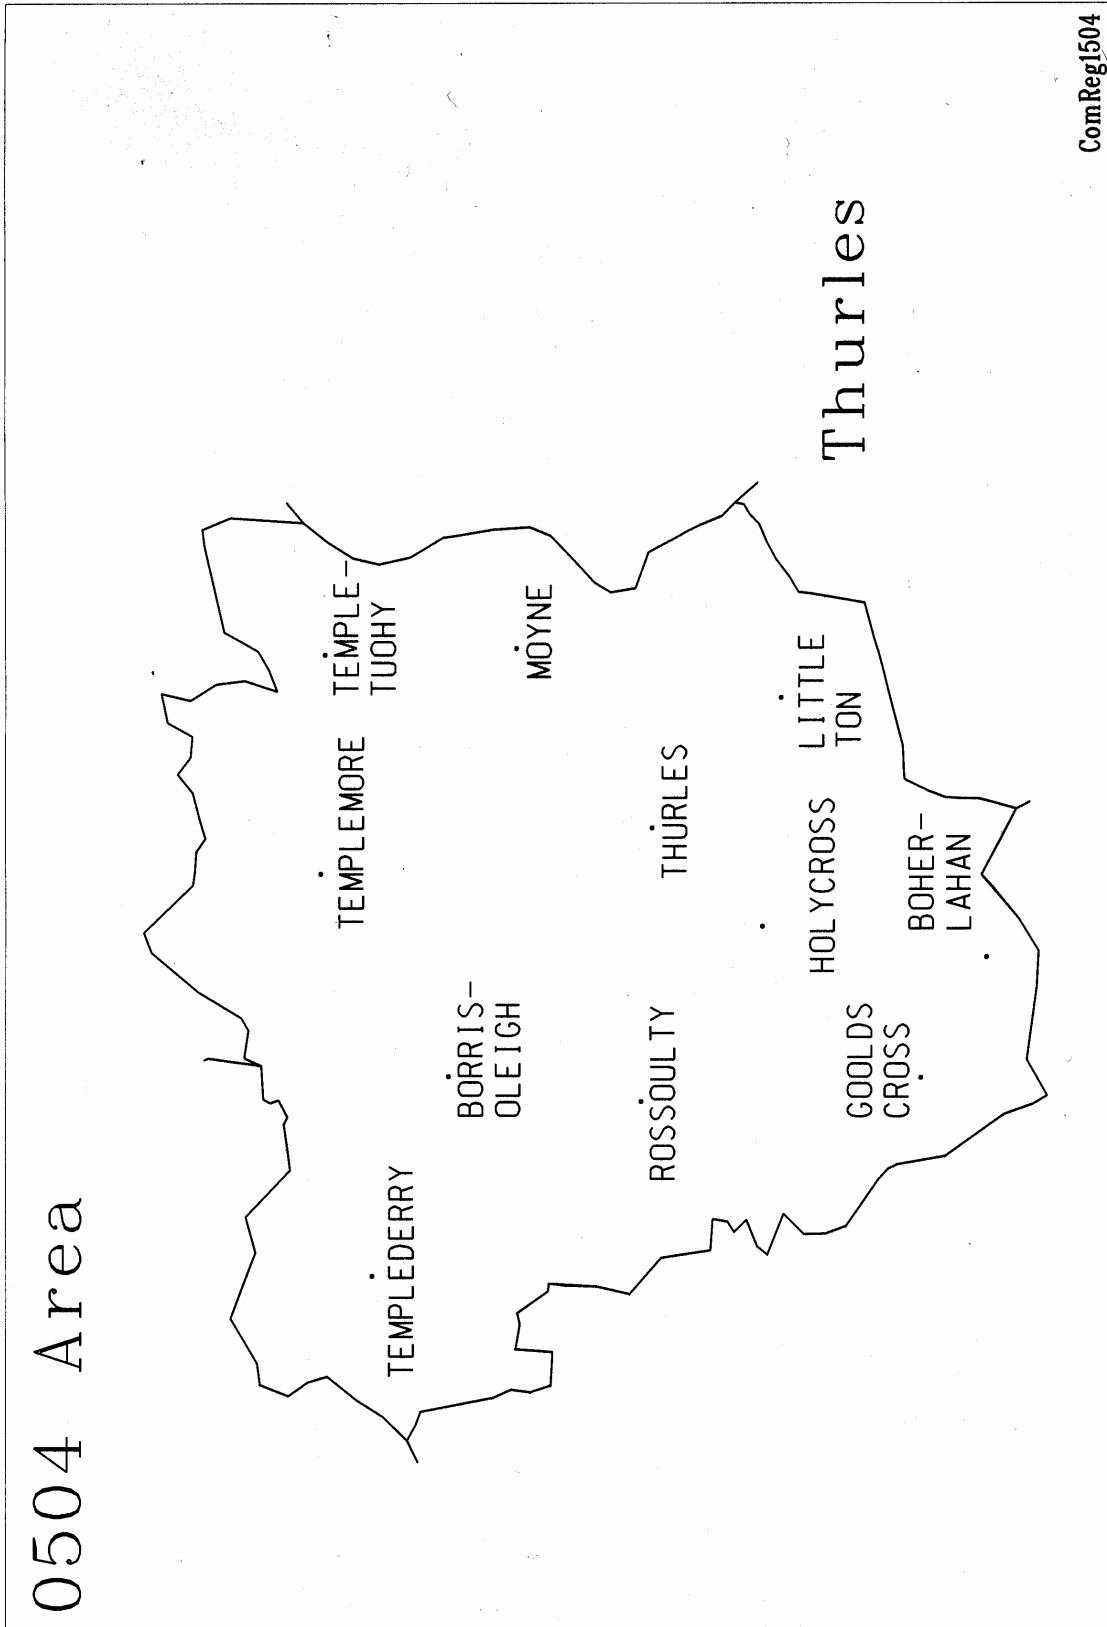 0504 Area
TEMPLEDERRY
BORRIS-
OLEIGH
TEMPLEMORE
TEMPLE-
TUOHY
MOYNE
ROSSOULTY
THURLES
GOOLDS
CROSS
HOLYCROSS
LITTLE
TON
BOHER-
LAHAN
Thurles
ComReg1504